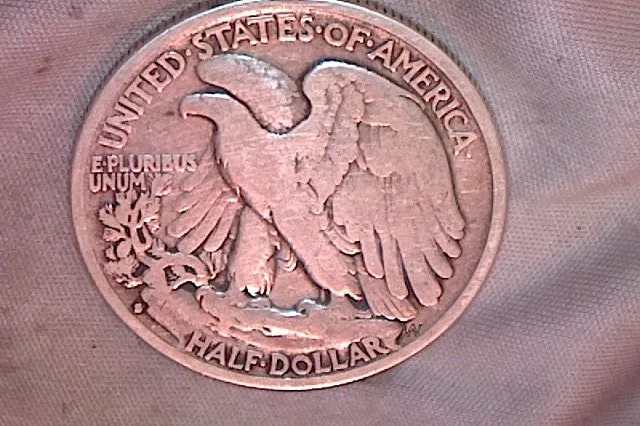 UNITED·STATES·OF·AMERICA
E·PLURIBUS
UNUM
HALF·DOLLAR